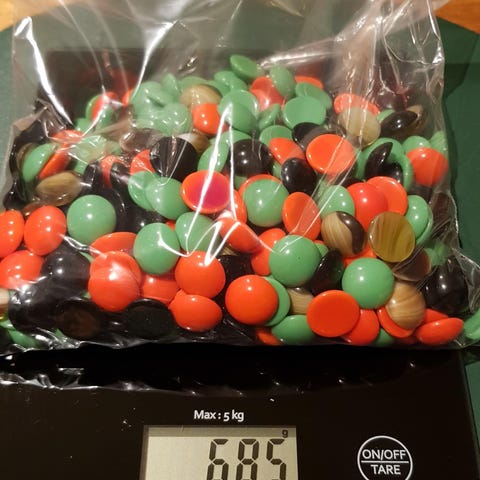 Max : 5 kg
g
685
ON/OFF
TARE